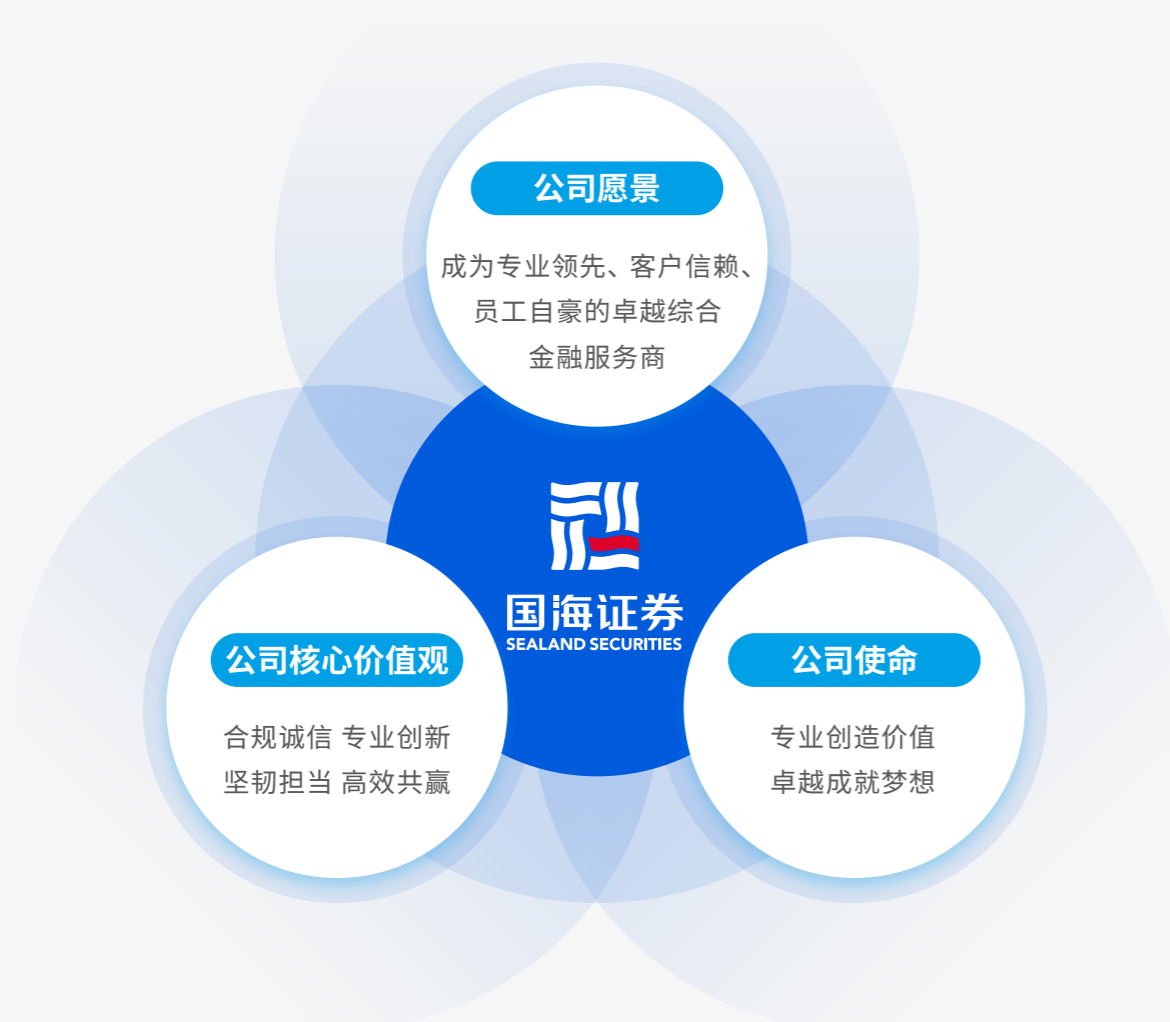 公司愿景
成为专业领先、客户信赖、
员工自豪的卓越综合
金融服务商
国海证券
SEALAND SECURITIES
公司核心价值观
合规诚信 专业创新
坚韧担当 高效共赢
公司使命
专业创造价值
卓越成就梦想